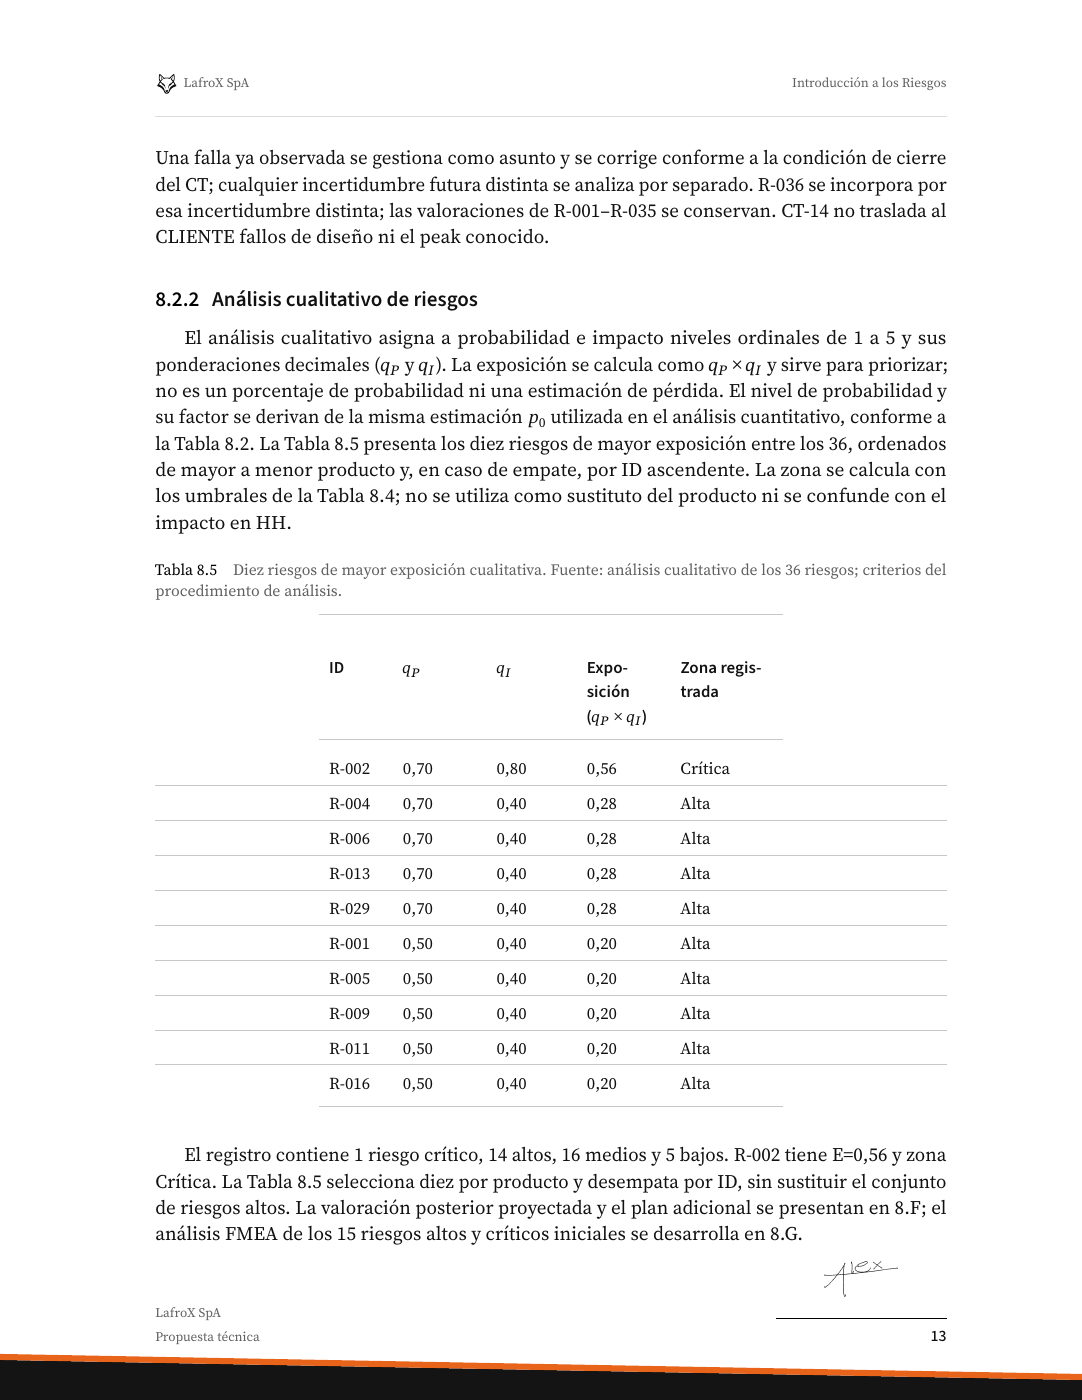 LafroX SpA
Introducción a los Riesgos
Una falla ya observada se gestiona como asunto y se corrige conforme a la condición de cierre
del CT; cualquier incertidumbre futura distinta se analiza por separado. R-036 se incorpora por
esa incertidumbre distinta; las valoraciones de R-001–R-035 se conservan. CT-14 no traslada al
CLIENTE fallos de diseño ni el peak conocido.
8.2.2 Análisis cualitativo de riesgos
El análisis cualitativo asigna a probabilidad e impacto niveles ordinales de 1 a 5 y sus
ponderaciones decimales (qP y qI). La exposición se calcula como qP × qI y sirve para priorizar;
no es un porcentaje de probabilidad ni una estimación de pérdida. El nivel de probabilidad y
su factor se derivan de la misma estimación p0 utilizada en el análisis cuantitativo, conforme a
la Tabla 8.2. La Tabla 8.5 presenta los diez riesgos de mayor exposición entre los 36, ordenados
de mayor a menor producto y, en caso de empate, por ID ascendente. La zona se calcula con
los umbrales de la Tabla 8.4; no se utiliza como sustituto del producto ni se confunde con el
impacto en HH.
Tabla 8.5 Diez riesgos de mayor exposición cualitativa. Fuente: análisis cualitativo de los 36 riesgos; criterios del
procedimiento de análisis.
ID qP qI Expo- Zona regis-
sición trada
(qP × qI)
R-002 0,70 0,80 0,56 Crítica
R-004 0,70 0,40 0,28 Alta
R-006 0,70 0,40 0,28 Alta
R-013 0,70 0,40 0,28 Alta
R-029 0,70 0,40 0,28 Alta
R-001 0,50 0,40 0,20 Alta
R-005 0,50 0,40 0,20 Alta
R-009 0,50 0,40 0,20 Alta
R-011 0,50 0,40 0,20 Alta
R-016 0,50 0,40 0,20 Alta
El registro contiene 1 riesgo crítico, 14 altos, 16 medios y 5 bajos. R-002 tiene E=0,56 y zona
Crítica. La Tabla 8.5 selecciona diez por producto y desempata por ID, sin sustituir el conjunto
de riesgos altos. La valoración posterior proyectada y el plan adicional se presentan en 8.F; el
análisis FMEA de los 15 riesgos altos y críticos iniciales se desarrolla en 8.G.
Alex
LafroX SpA
Propuesta técnica
13